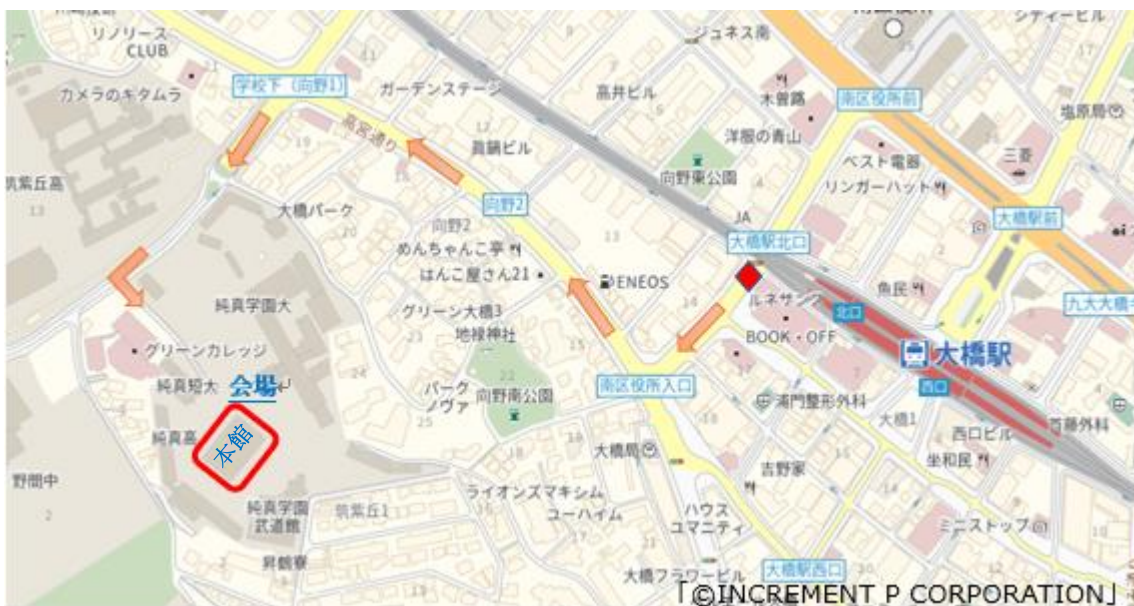 リノリース
CLUB
カメラのキタムラ
学校下（向野1）
ガーデンステージ
高宮通り
眞鍋ビル
高井ビル
ジュネス南
シティービル
木曽路
南区役所前
塩原局
洋服の青山
ベスト電器
三菱
向野東公園
リンガーハット
筑紫丘高
13
大橋パーク
向野2
向野2
JA
大橋駅北口
大橋駅前
めんちゃんこ亭
はんこ屋さん21
ENEOS
ルネサンス
魚民
九大大橋キ
純真学園大
グリーン大橋3
地禄神社
北口
BOOK・OFF
大橋駅
グリーンカレッジ
純真短大
会場
パーク
ノヴァ
向野南公園
南区役所入口
西口
浦門整形外科
大橋1
首藤外科
西口ビル
純真高
本館
大橋局
坐和民
吉野家
野間中
2
ライオンズマキシム
ユーハイム
純真学園
武道館
筑紫丘1
ハウス
ユマニティ
ミニストップ
昇鶴寮
大橋フラワービル
大橋駅西口
「©INCREMENT P CORPORATION」